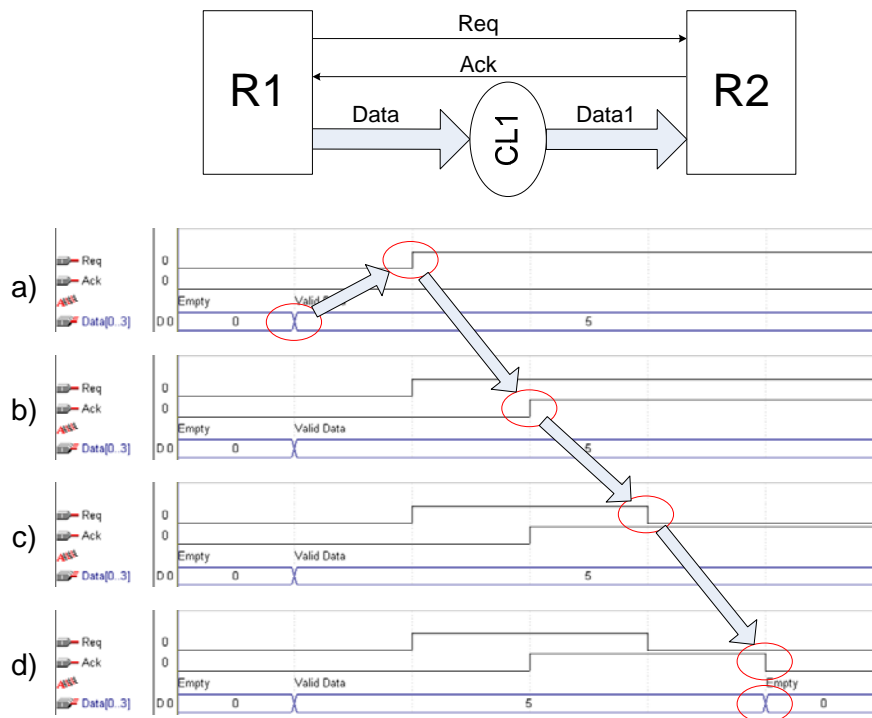 Req
Ack
R1
R2
Data
CL1
Data1
a)
Req 0
Ack 0
Empty Valid
Data[0..3] D 0 0 5
b)
Req 0
Ack 0
Empty Valid Data
Data[0..3] D 0 0 5
c)
Req 0
Ack 0
Empty Valid Data
Data[0..3] D 0 0 5
d)
Req 0
Ack 0
Empty Valid Data Empty
Data[0..3] D 0 0 5 0